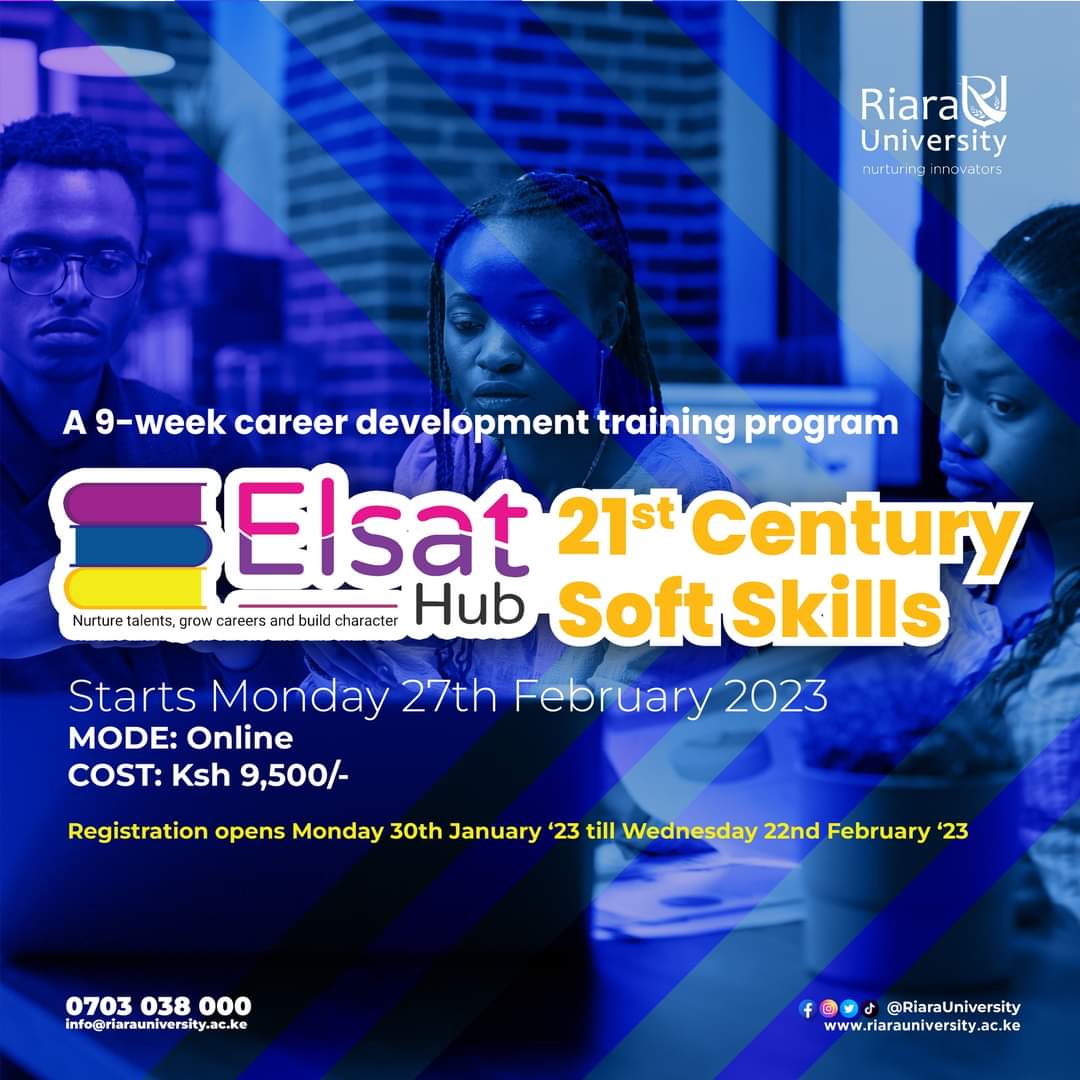 Riara
University
nurturing innovators
A 9-week career development training program
Elsat
Hub
Nurture talents, grow careers and build character
21st Century
Soft Skills
Starts Monday 27th February 2023
MODE: Online
COST: Ksh 9,500/-
Registration opens Monday 30th January ‘23 till Wednesday 22nd February ‘23
0703 038 000
info@riarauniversity.ac.ke
@RiaraUniversity
www.riarauniversity.ac.ke